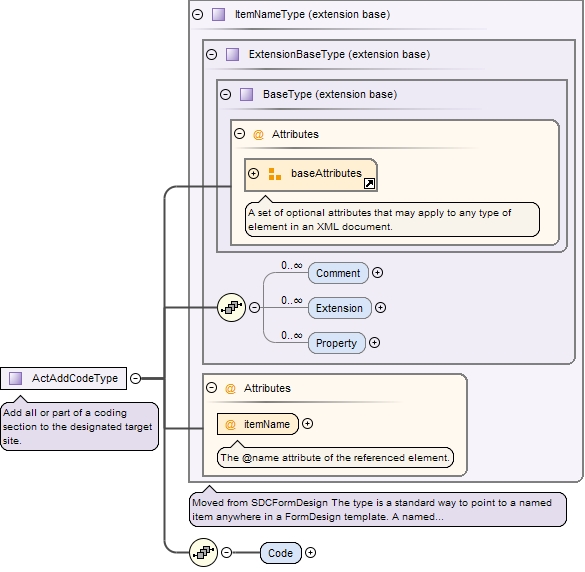 ItemNameType (extension base)
ExtensionBaseType (extension base)
BaseType (extension base)
@ Attributes
baseAttributes
A set of optional attributes that may apply to any type of
element in an XML document.
0..∞
Comment
0..∞
Extension
0..∞
Property
ActAddCodeType
Add all or part of a coding
section to the designated target
site.
@ Attributes
@ itemName
The @name attribute of the referenced element.
Moved from SDCFormDesign The type is a standard way to point to a named
item anywhere in a FormDesign template. A named...
Code